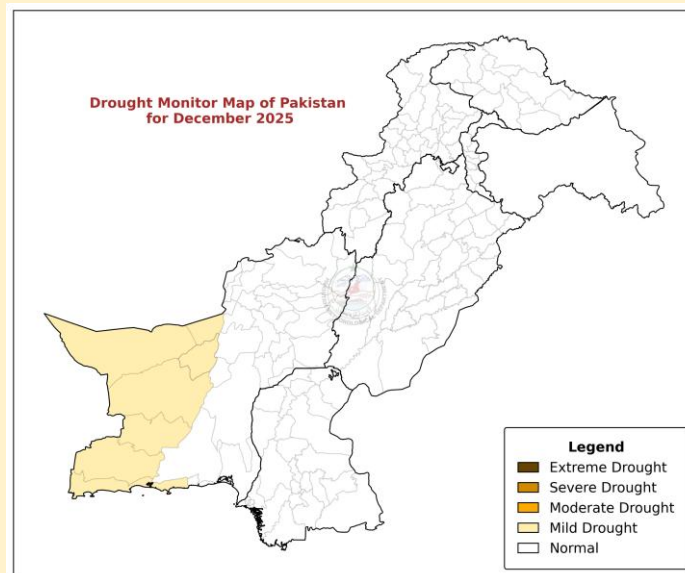 Drought Monitor Map of Pakistan
for December 2025
Legend
Extreme Drought
Severe Drought
Moderate Drought
Mild Drought
Normal